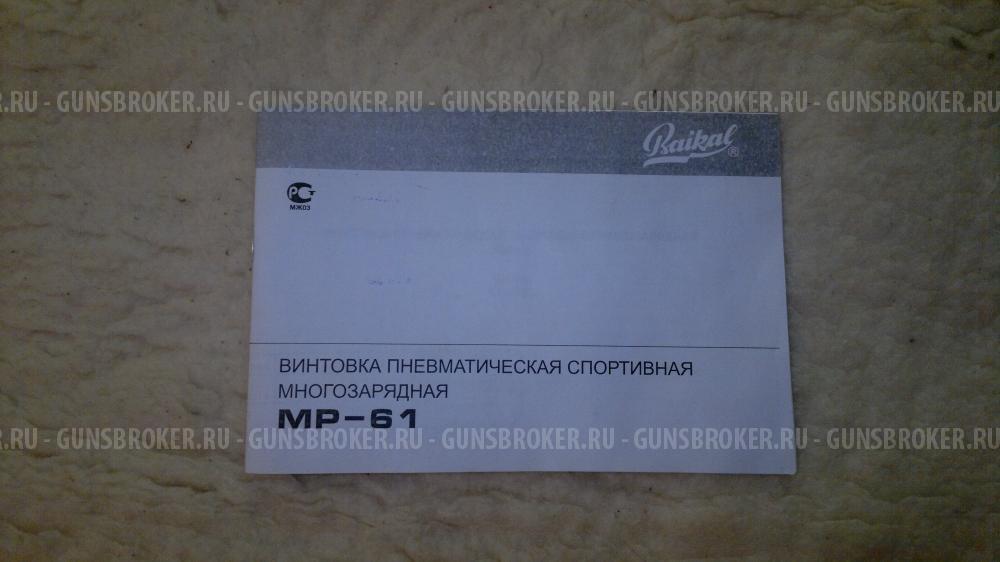 .RU - GUNSBROKER.RU - GUNSBROKER.RU - GUNSBROKER.RU - GUNSBROKER.RU - GUNSBROKER.RU
Baikal ®
РСТ
МЖ03
ВИНТОВКА ПНЕВМАТИЧЕСКАЯ СПОРТИВНАЯ
МНОГОЗАРЯДНАЯ
МР-61
.RU - GUNSBROKER.RU - GUNSBROKER.RU - GUNSBROKER.RU - GUNSBROKER.RU - GUNSBROKER.RU